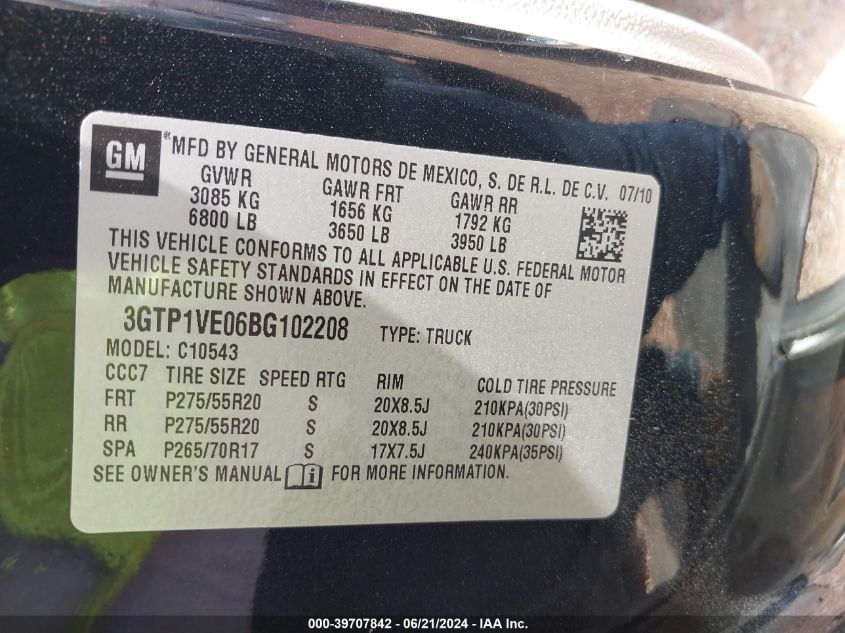 GM
®MFD BY GENERAL MOTORS DE MEXICO, S. DE R.L. DE C.V. 07/10
GVWR GAWR FRT GAWR RR
3085 KG 1656 KG 1792 KG
6800 LB 3650 LB 3950 LB
THIS VEHICLE CONFORMS TO ALL APPLICABLE U.S. FEDERAL MOTOR
VEHICLE SAFETY STANDARDS IN EFFECT ON THE DATE OF
MANUFACTURE SHOWN ABOVE.
3GTP1VE06BG102208 TYPE: TRUCK
MODEL: C10543
CCC7 TIRE SIZE SPEED RTG RIM COLD TIRE PRESSURE
FRT P275/55R20 S 20X8.5J 210KPA(30PSI)
RR P275/55R20 S 20X8.5J 210KPA(30PSI)
SPA P265/70R17 S 17X7.5J 240KPA(35PSI)
SEE OWNER'S MANUAL FOR MORE INFORMATION.
000-39707842 - 06/21/2024 - IAA Inc.